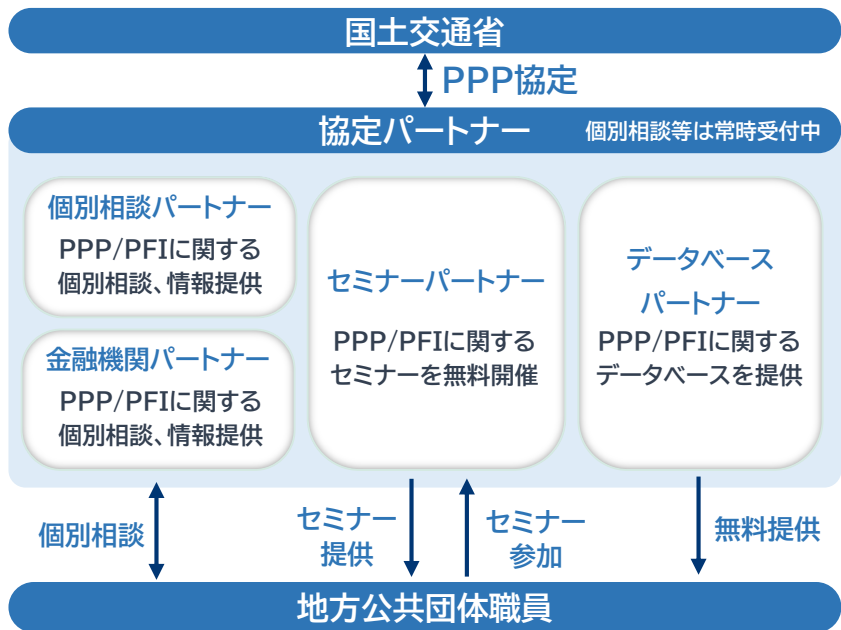 国土交通省
PPP協定
協定パートナー 個別相談等は常時受付中
個別相談パートナー
PPP/PFIに関する
個別相談、情報提供
金融機関パートナー
PPP/PFIに関する
個別相談、情報提供
セミナーパートナー
PPP/PFIに関する
セミナーを無料開催
データベース
パートナー
PPP/PFIに関する
データベースを提供
個別相談
セミナー
提供
セミナー
参加
無料提供
地方公共団体職員